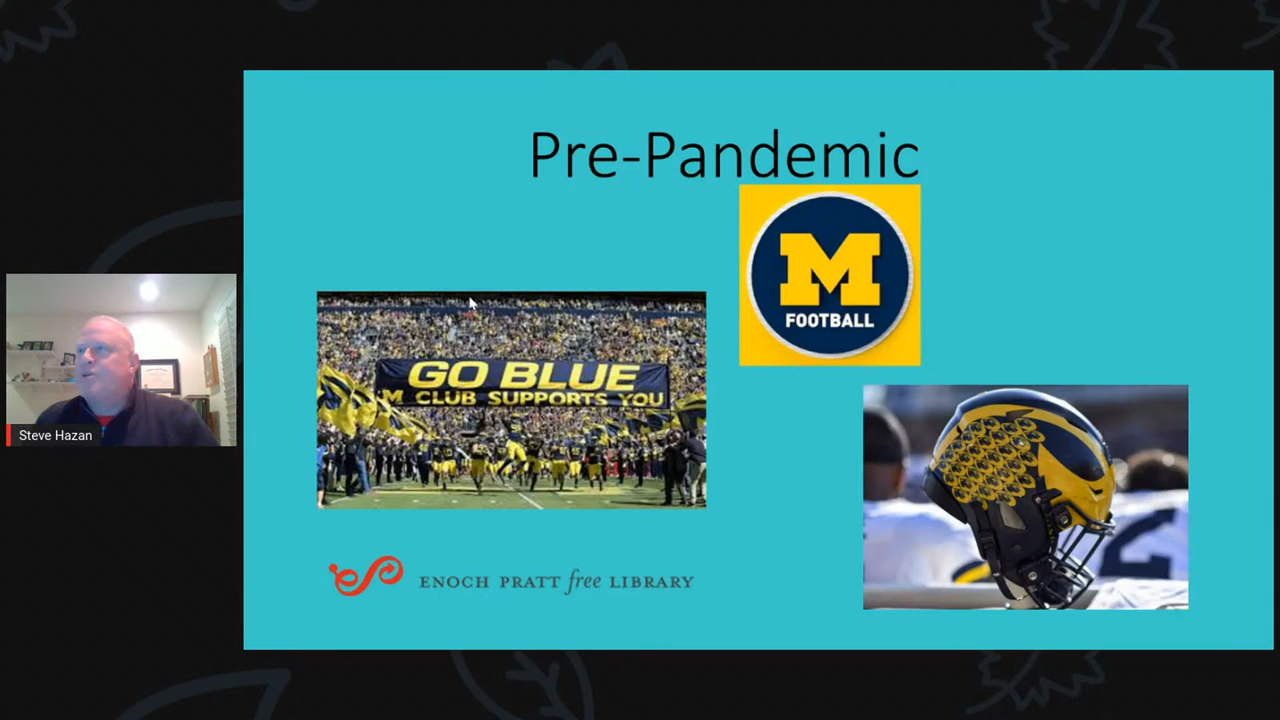 Pre-Pandemic
M
FOOTBALL
GO BLUE
M CLUB SUPPORTS YOU
Steve Hazan
ENOCH PRATT free LIBRARY